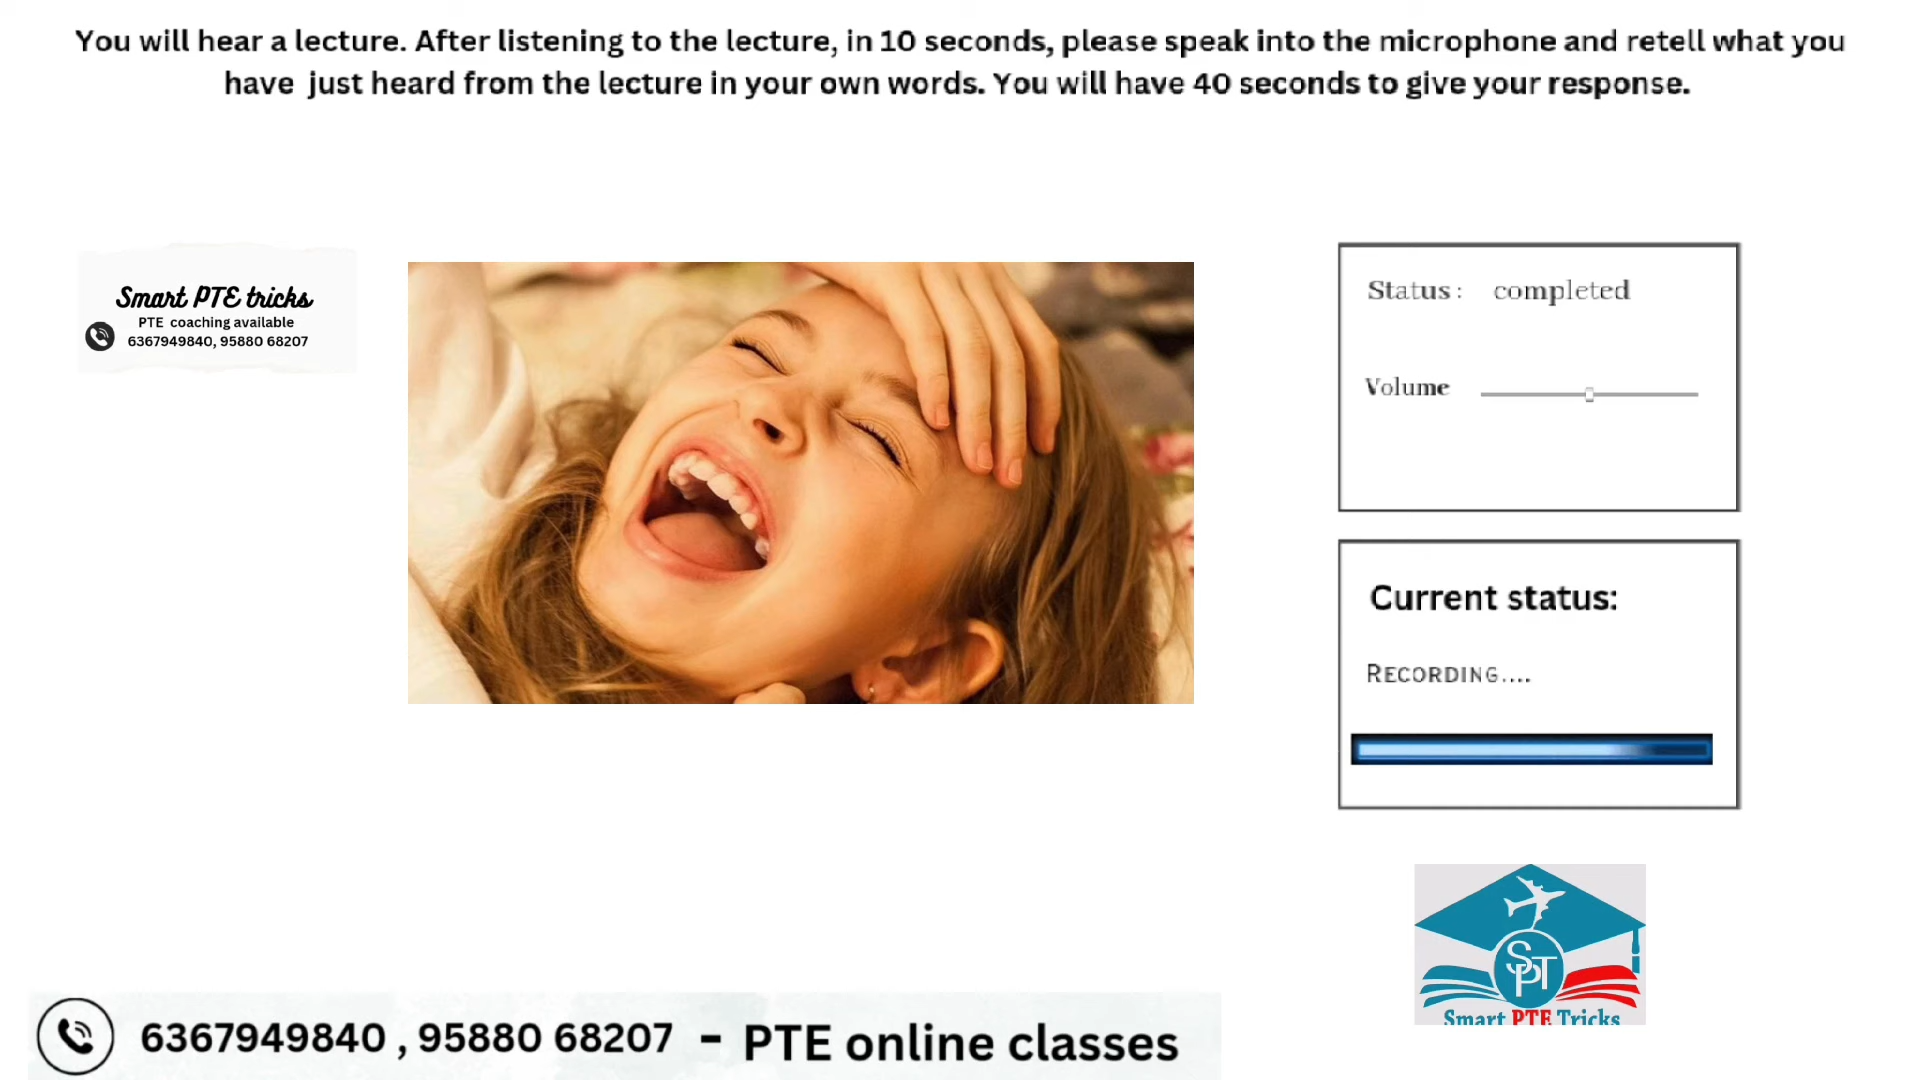 You will hear a lecture. After listening to the lecture, in 10 seconds, please speak into the microphone and retell what you
have just heard from the lecture in your own words. You will have 40 seconds to give your response.
Smart PTE tricks
PTE coaching available
6367949840, 95880 68207
Status: completed
Volume
Current status:
RECORDING....
SPT
Smart PTE Tricks
6367949840 , 95880 68207 - PTE online classes